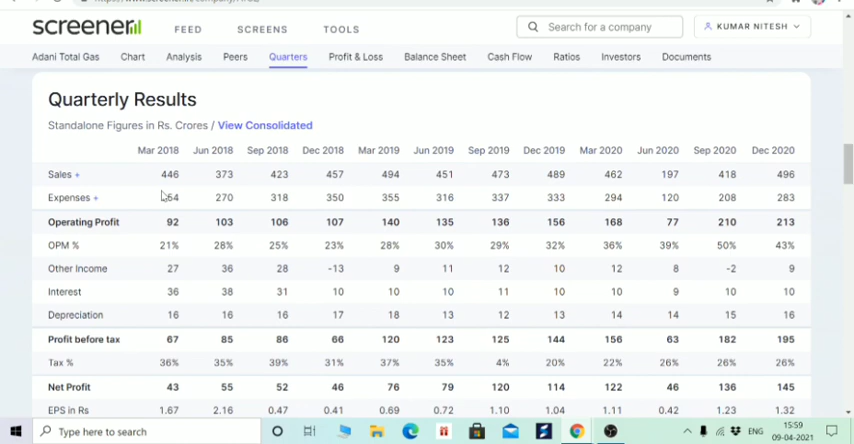 screener
FEED
SCREENS
TOOLS
Search for a company
KUMAR NITESH
Adani Total Gas Chart Analysis Peers Quarters Profit & Loss Balance Sheet Cash Flow Ratios Investors Documents
Quarterly Results
Standalone Figures in Rs. Crores / View Consolidated
Mar 2018 Jun 2018 Sep 2018 Dec 2018 Mar 2019 Jun 2019 Sep 2019 Dec 2019 Mar 2020 Jun 2020 Sep 2020 Dec 2020
Sales + 446 373 423 457 494 451 473 489 462 197 418 496
Expenses + 54 270 318 350 355 316 337 333 294 120 208 283
Operating Profit 92 103 106 107 140 135 136 156 168 77 210 213
OPM % 21% 28% 25% 23% 28% 30% 29% 32% 36% 39% 50% 43%
Other Income 27 36 28 -13 9 11 12 10 12 8 -2 9
Interest 36 38 31 10 10 10 11 10 10 9 10 10
Depreciation 16 16 16 17 18 13 12 13 14 14 15 16
Profit before tax 67 85 86 66 120 123 125 144 156 63 182 195
Tax % 36% 35% 39% 31% 37% 35% 4% 20% 22% 26% 26% 26%
Net Profit 43 55 52 46 76 79 120 114 122 46 136 145
EPS in Rs 1.67 2.16 0.47 0.41 0.69 0.72 1.10 1.04 1.11 0.42 1.23 1.32
Type here to search
ENG
15:59
09-04-2021